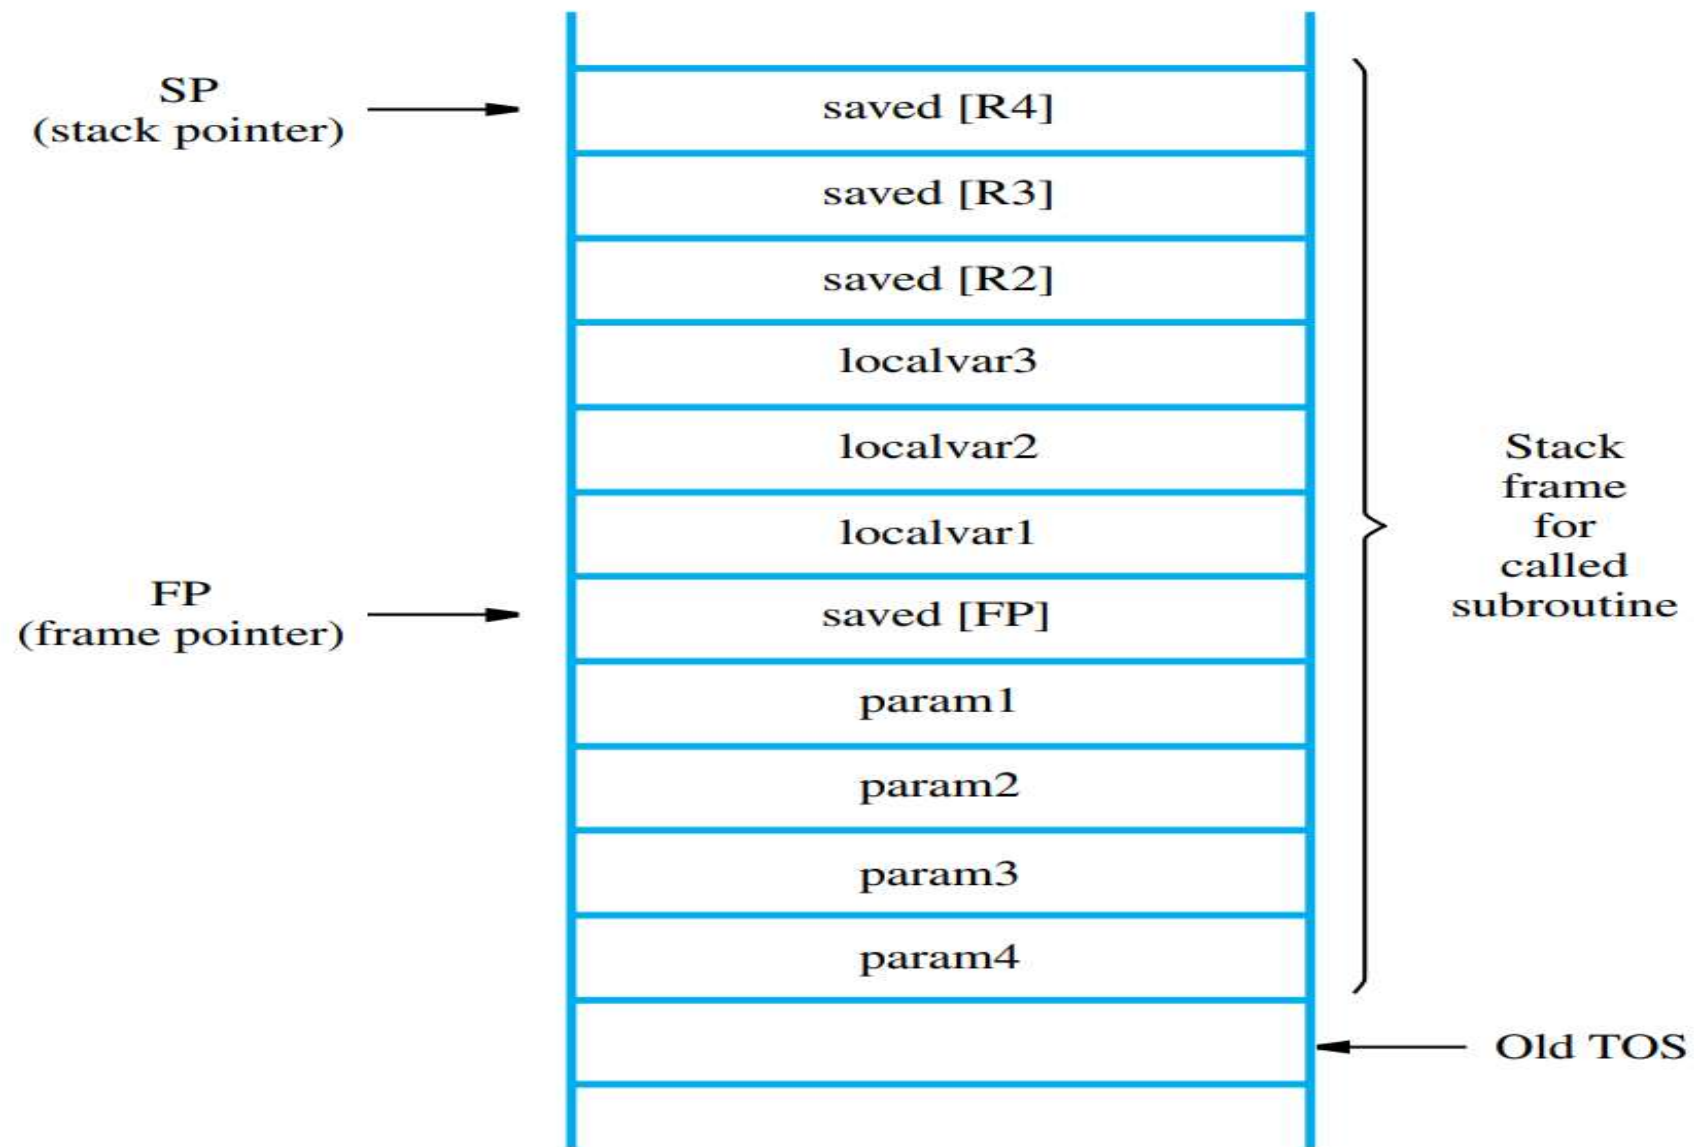 SP
(stack pointer)
saved [R4]
saved [R3]
saved [R2]
localvar3
localvar2
localvar1
FP
(frame pointer)
saved [FP]
param1
param2
param3
param4
Stack
frame
for
called
subroutine
Old TOS